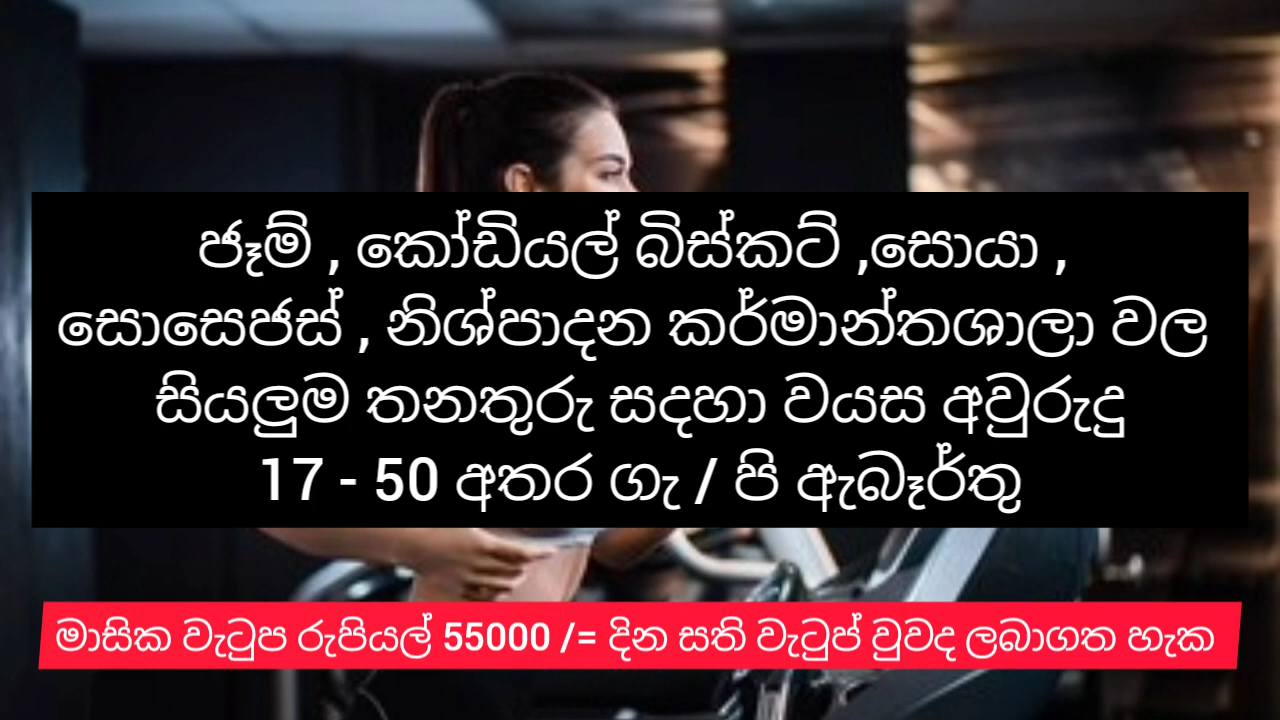 ජෑම් , කෝඩියල් බිස්කට් ,සොයා ,
සොසෙජස් , නිශ්පාදන කර්මාන්තශාලා වල
සියලුම තනතුරු සදහා වයස අවුරුදු
17 - 50 අතර ගැ / පි ඇබෑර්තු
මාසික වැටුප රුපියල් 55000 /= දින සති වැටුප් වුවද ලබාගත හැක